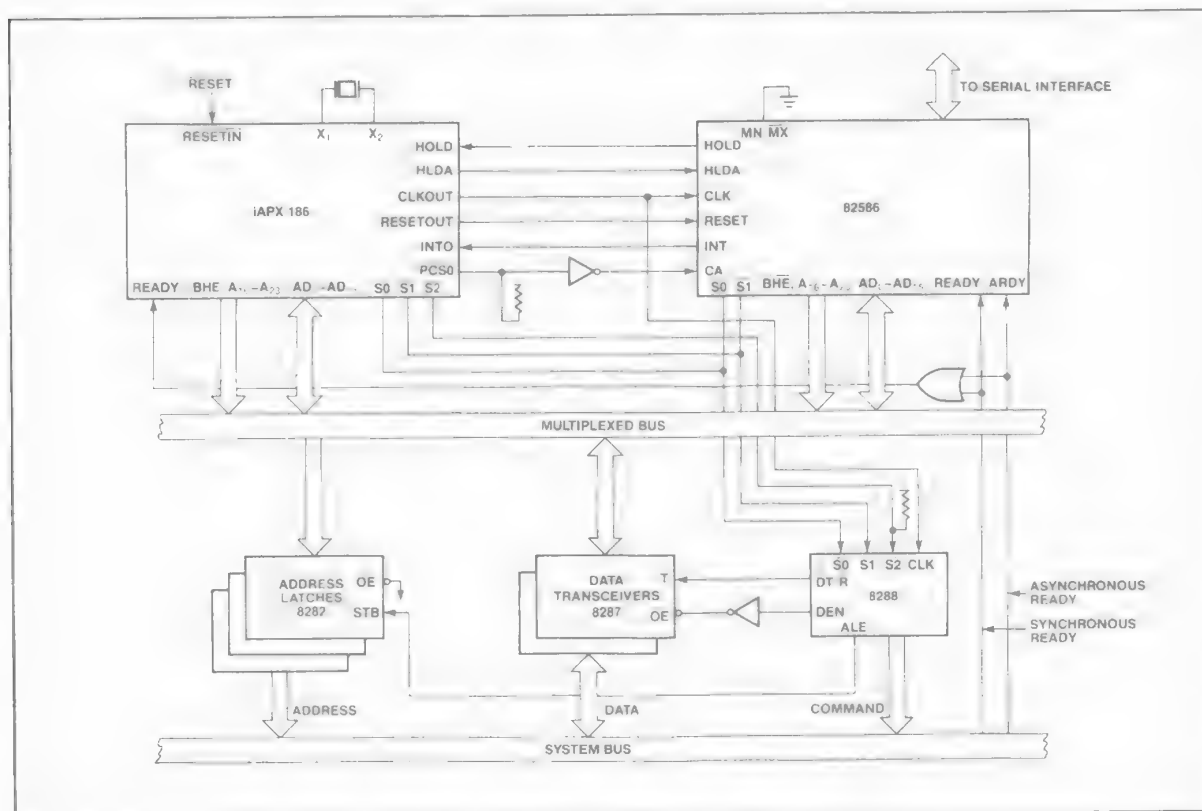 RESET
TO SERIAL INTERFACE
RESETIN
X1
X2
MN MX
HOLD
HOLD
HLDA
HLDA
CLKOUT
CLK
iAPX 186
82586
RESETOUT
RESET
INTO
INT
PCS0
CA
READY
BHE
S0
S1
S2
S0
S1
BHE,
READY
ARDY
MULTIPLEXED BUS
ADDRESS
LATCHES
8282
OE
STB
DATA
TRANSCEIVERS
8287
T
OE
S0
S1
S2
CLK
DT R
8288
DEN
ALE
ASYNCHRONOUS
READY
SYNCHRONOUS
READY
ADDRESS
DATA
COMMAND
SYSTEM BUS